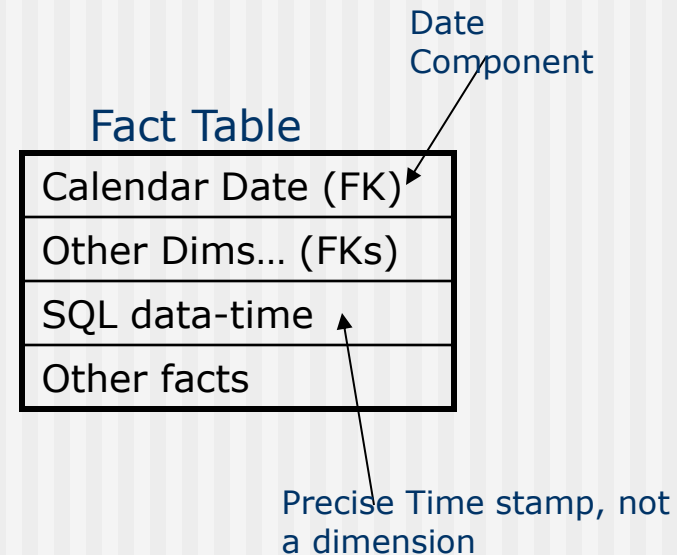 Date
Component
Fact Table
Calendar Date (FK)
Other Dims… (FKs)
SQL data-time
Other facts
Precise Time stamp, not
a dimension